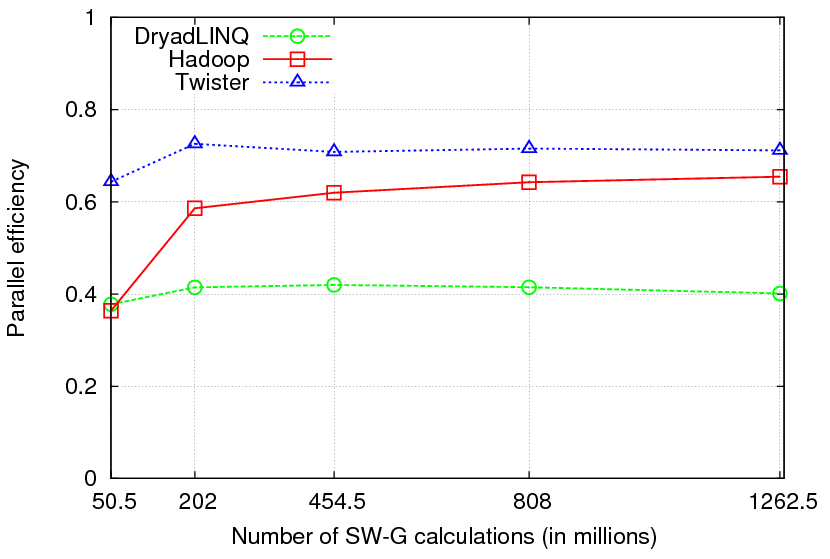 DryadLINQ
Hadoop
Twister
1
0.8
0.6
0.4
0.2
0
Parallel efficiency
50.5 202 454.5 808 1262.5
Number of SW-G calculations (in millions)